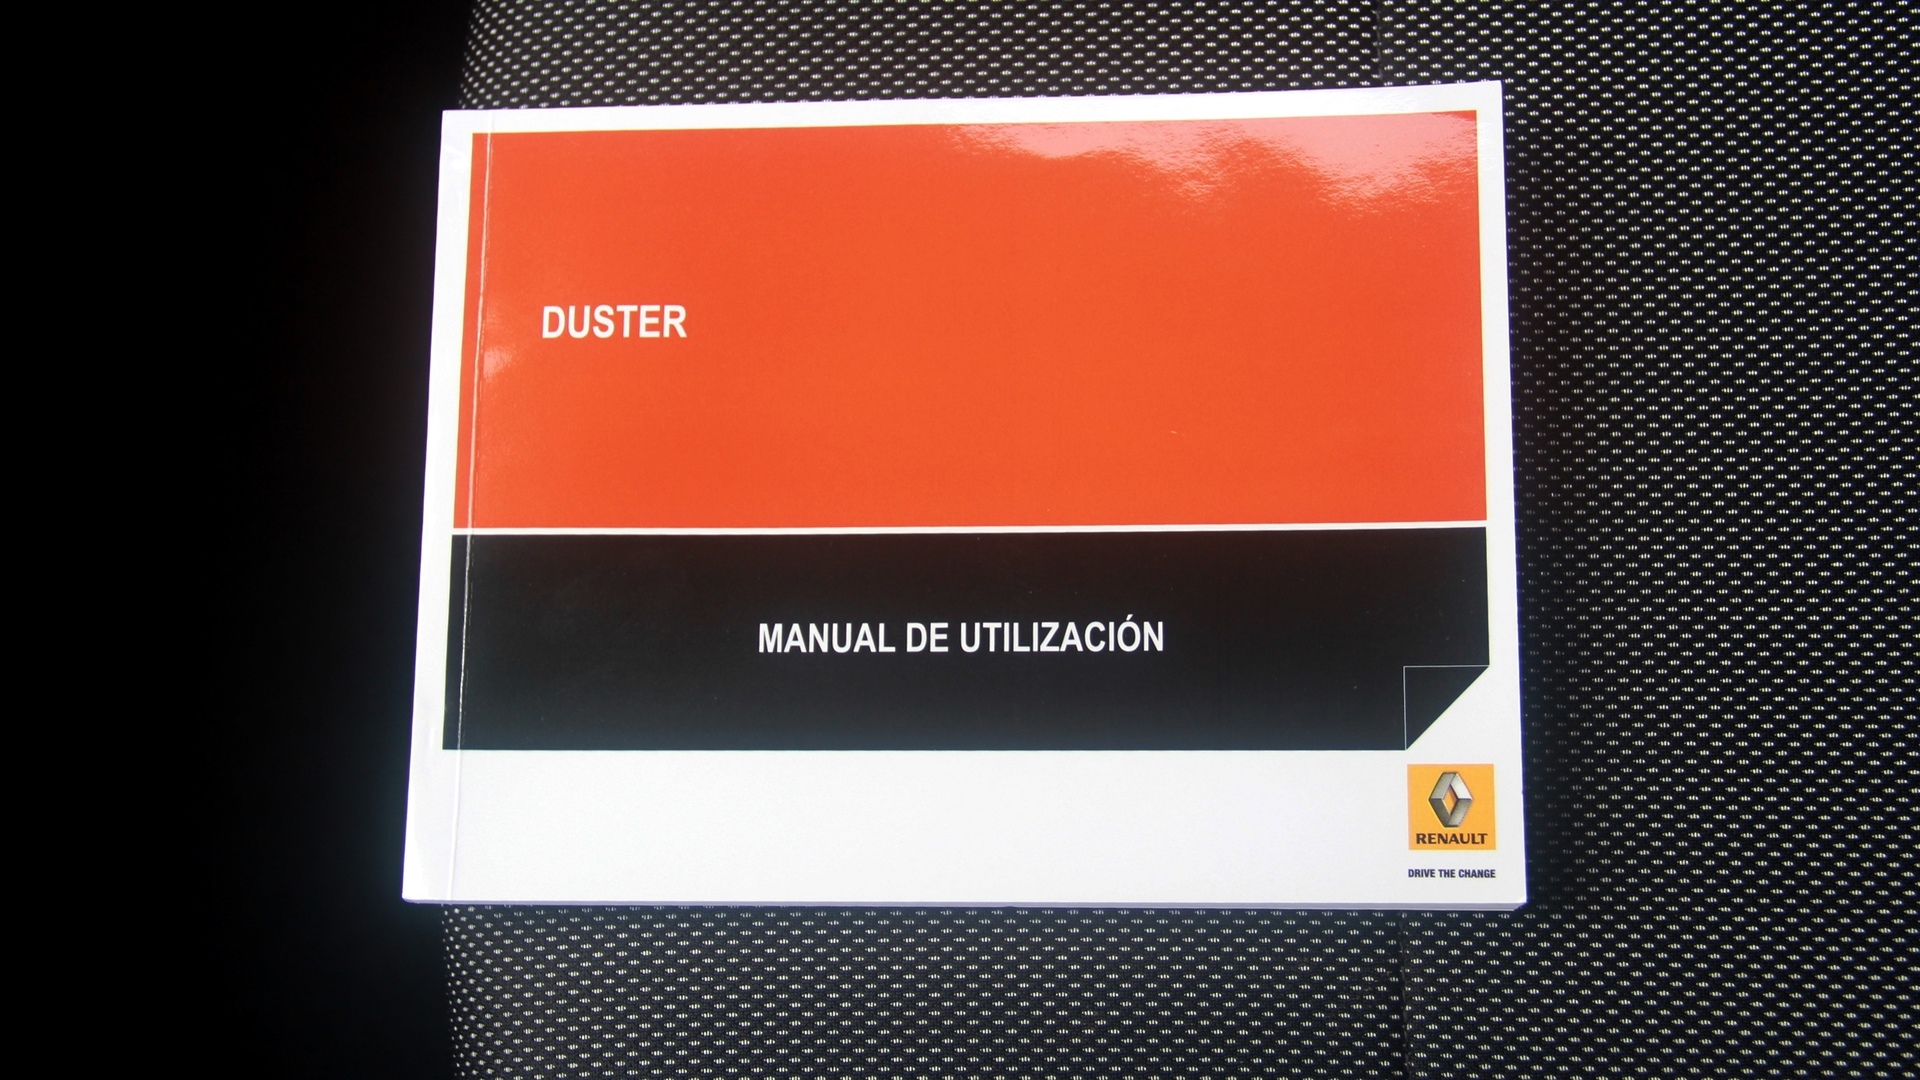 DUSTER
MANUAL DE UTILIZACIÓN
RENAULT
DRIVE THE CHANGE